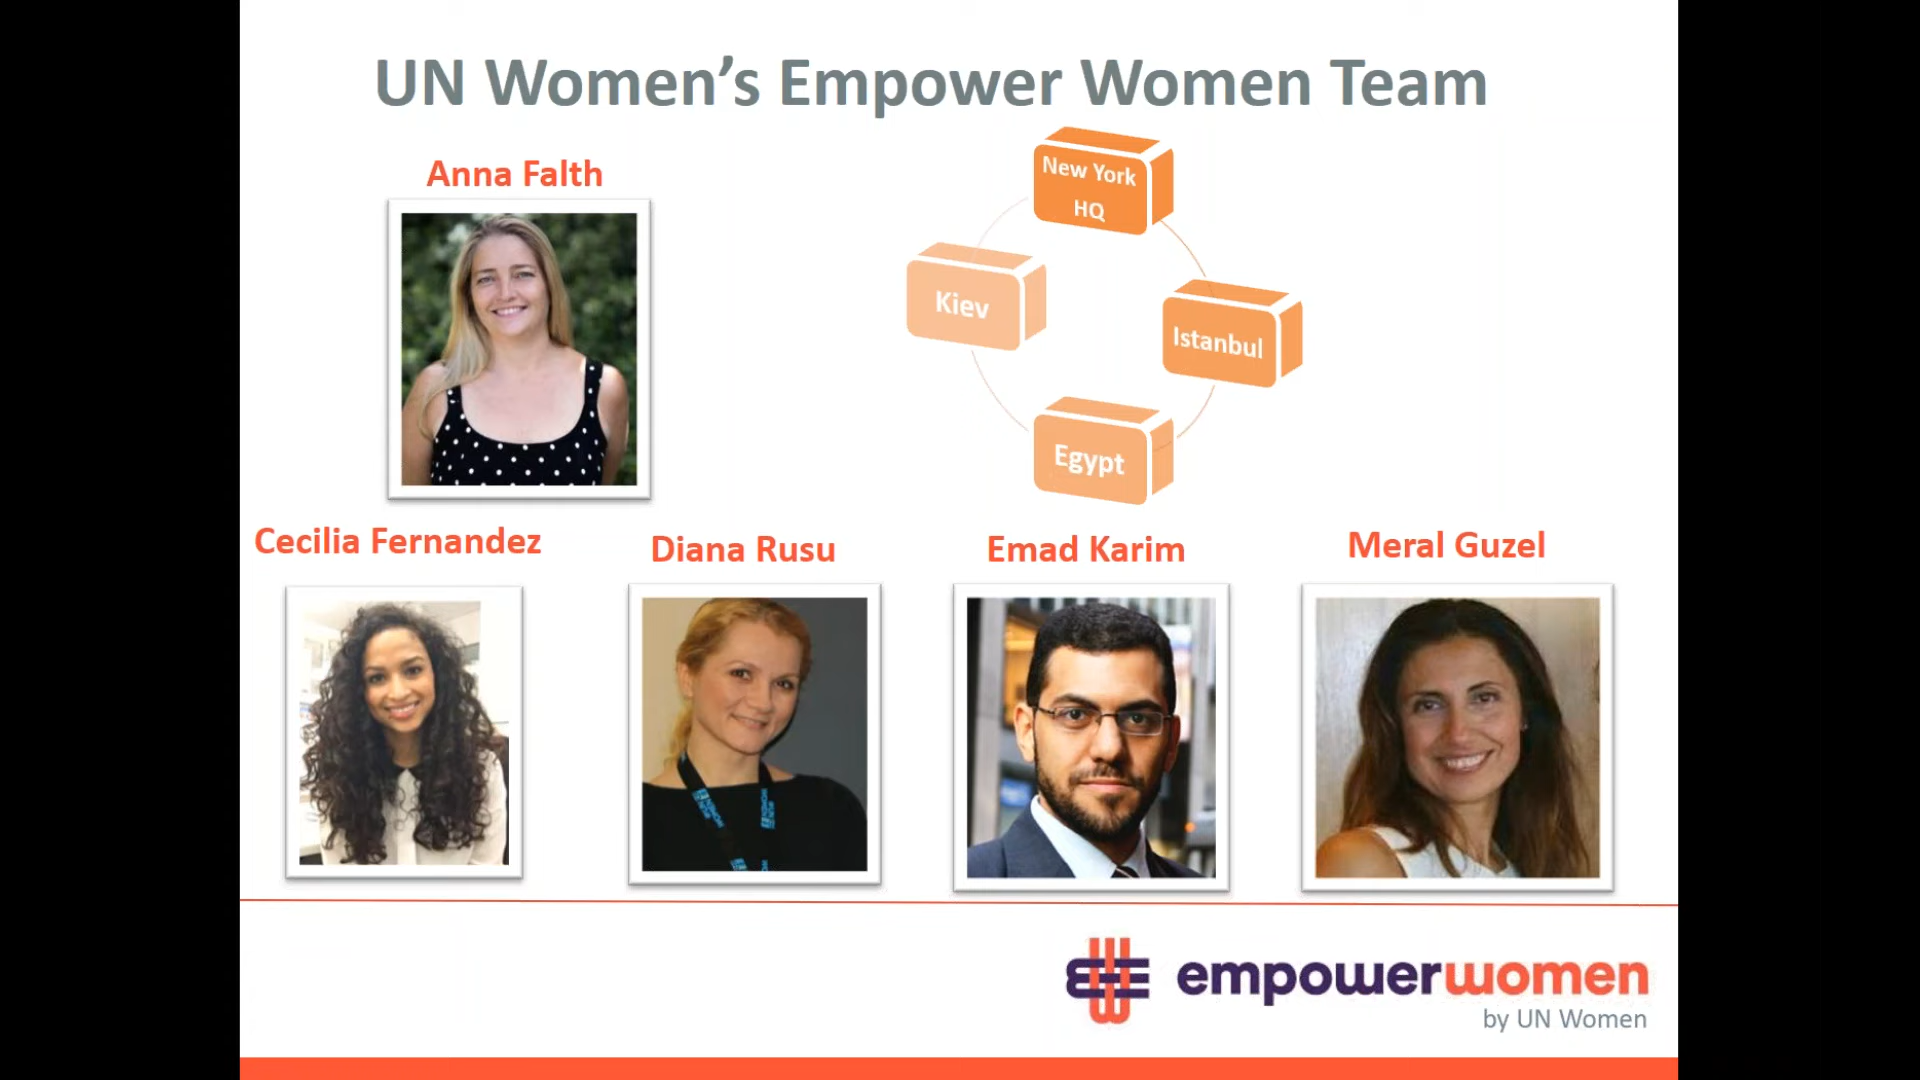 UN Women’s Empower Women Team
Anna Falth
New York
HQ
Kiev
Istanbul
Egypt
Cecilia Fernandez
Diana Rusu
Emad Karim
Meral Guzel
empowerwomen
by UN Women